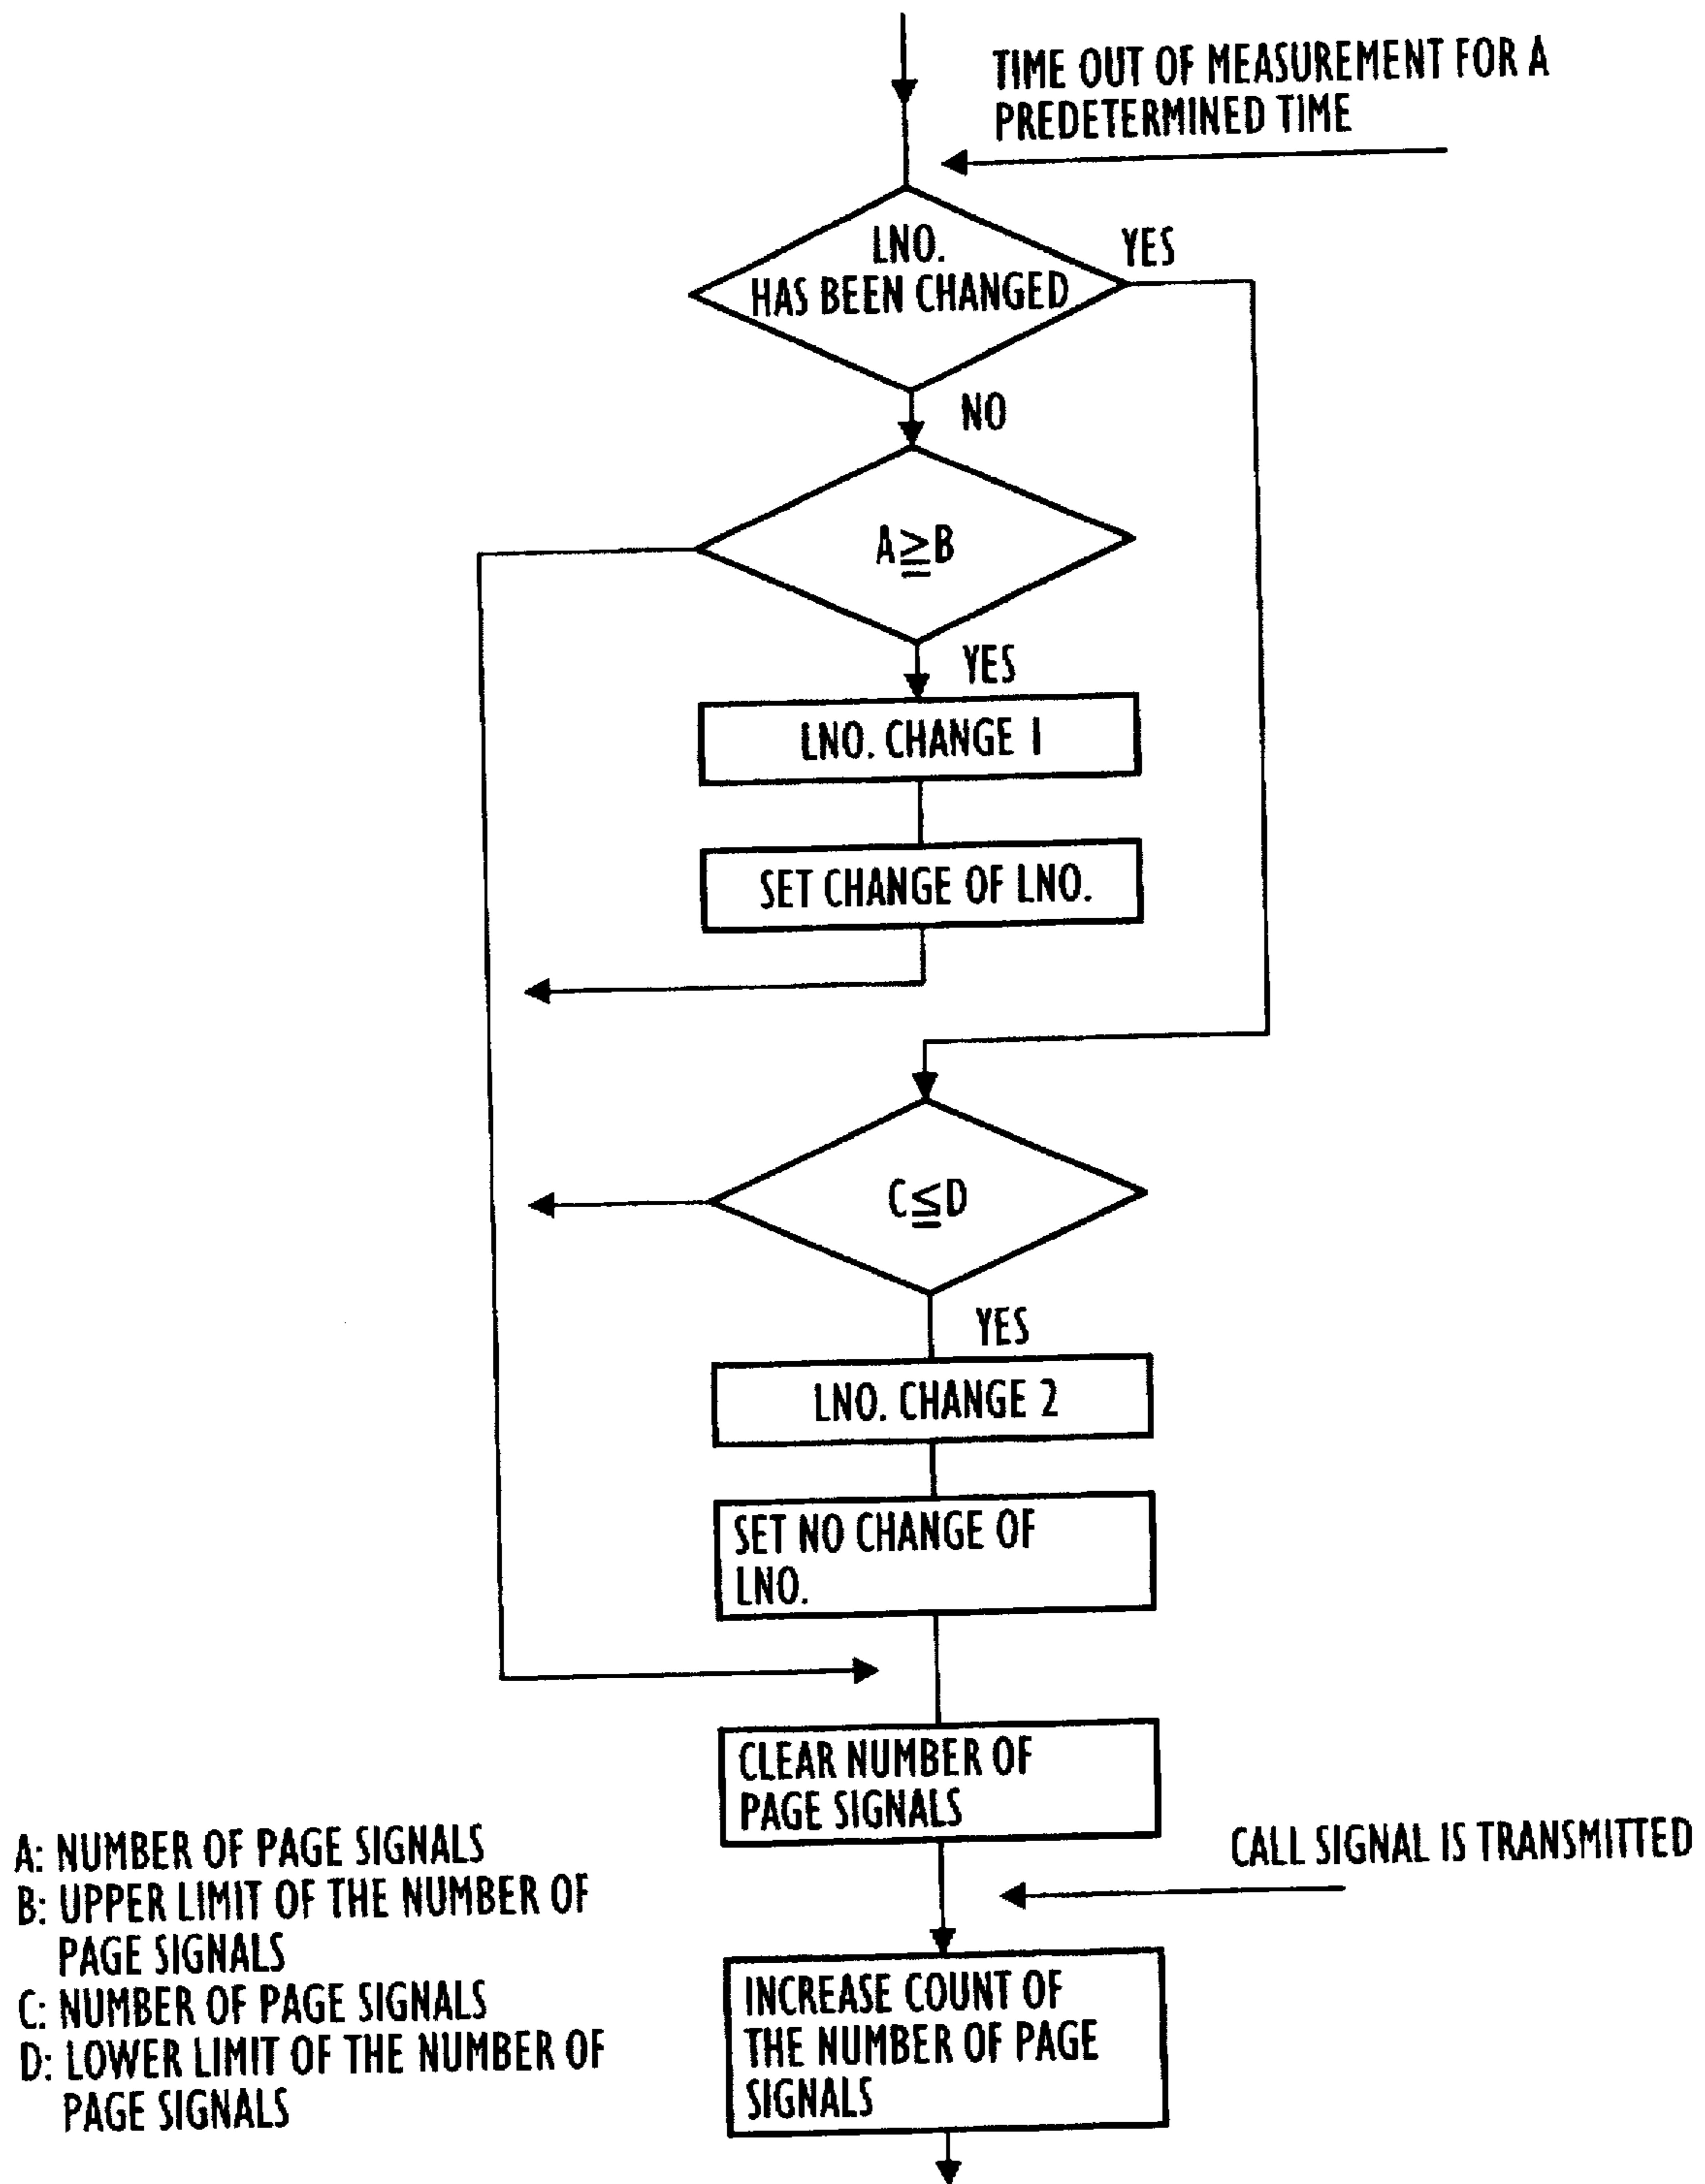 TIME OUT OF MEASUREMENT FOR A
PREDETERMINED TIME
LNO.
HAS BEEN CHANGED
YES
NO
A≧B
YES
LNO. CHANGE 1
SET CHANGE OF LNO.
C≦D
YES
LNO. CHANGE 2
SET NO CHANGE OF
LNO.
CLEAR NUMBER OF
PAGE SIGNALS
CALL SIGNAL IS TRANSMITTED
INCREASE COUNT OF
THE NUMBER OF PAGE
SIGNALS
A: NUMBER OF PAGE SIGNALS
B: UPPER LIMIT OF THE NUMBER OF
PAGE SIGNALS
C: NUMBER OF PAGE SIGNALS
D: LOWER LIMIT OF THE NUMBER OF
PAGE SIGNALS